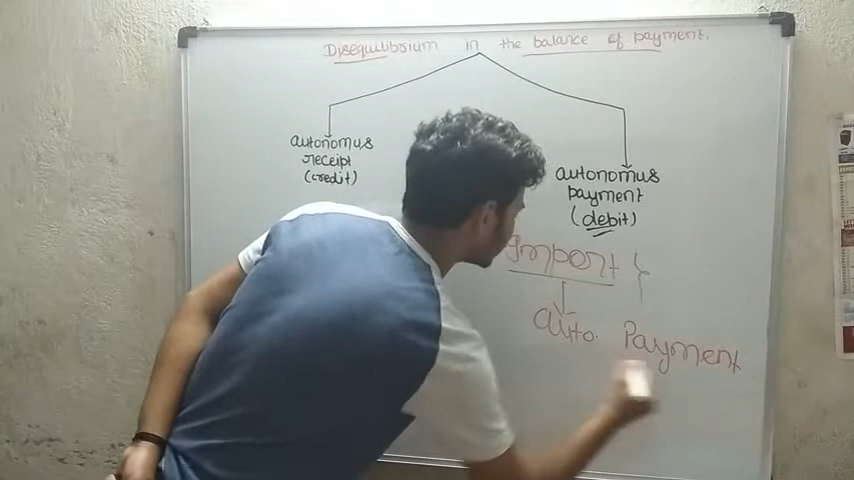 Disequilibrium in the balance of payment.
autonomus
receipt
(credit)
autonomus
payment
(debit)
Import }
auto. Payment